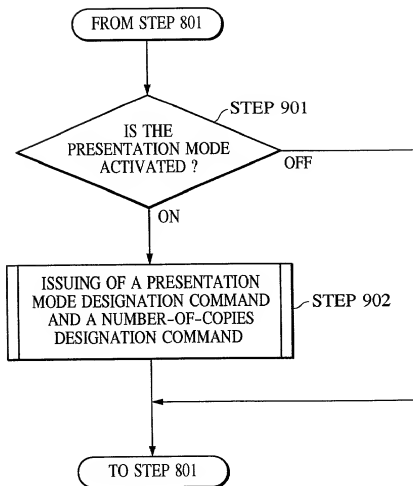 FROM STEP 801
STEP 901
IS THE
PRESENTATION MODE
ACTIVATED ?
OFF
ON
ISSUING OF A PRESENTATION
MODE DESIGNATION COMMAND
AND A NUMBER-OF-COPIES
DESIGNATION COMMAND
STEP 902
TO STEP 801